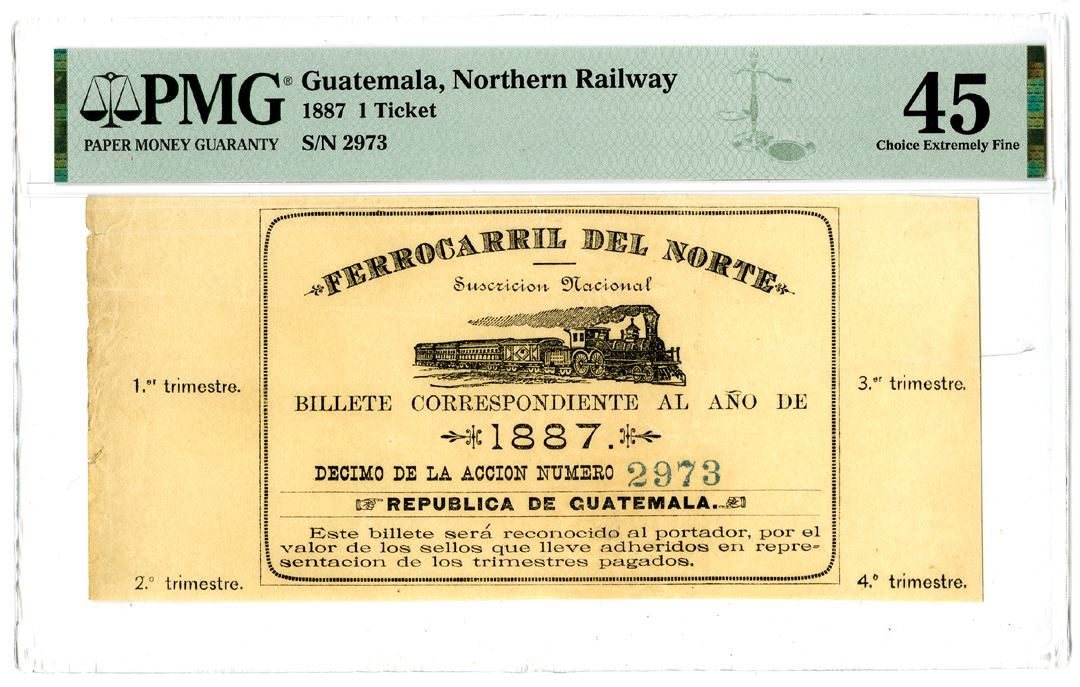 PMG®
PAPER MONEY GUARANTY
Guatemala, Northern Railway
1887 1 Ticket
S/N 2973
45
Choice Extremely Fine
FERROCARRIL DEL NORTE
Suscricion Nacional
BILLETE CORRESPONDIENTE AL AÑO DE
1887.
DECIMO DE LA ACCION NUMERO 2973
REPUBLICA DE GUATEMALA.
Este billete será reconocido al portador, por el
valor de los sellos que lleve adheridos en repre-
sentacion de los trimestres pagados.
1.er trimestre.
2.º trimestre.
3.er trimestre.
4.º trimestre.